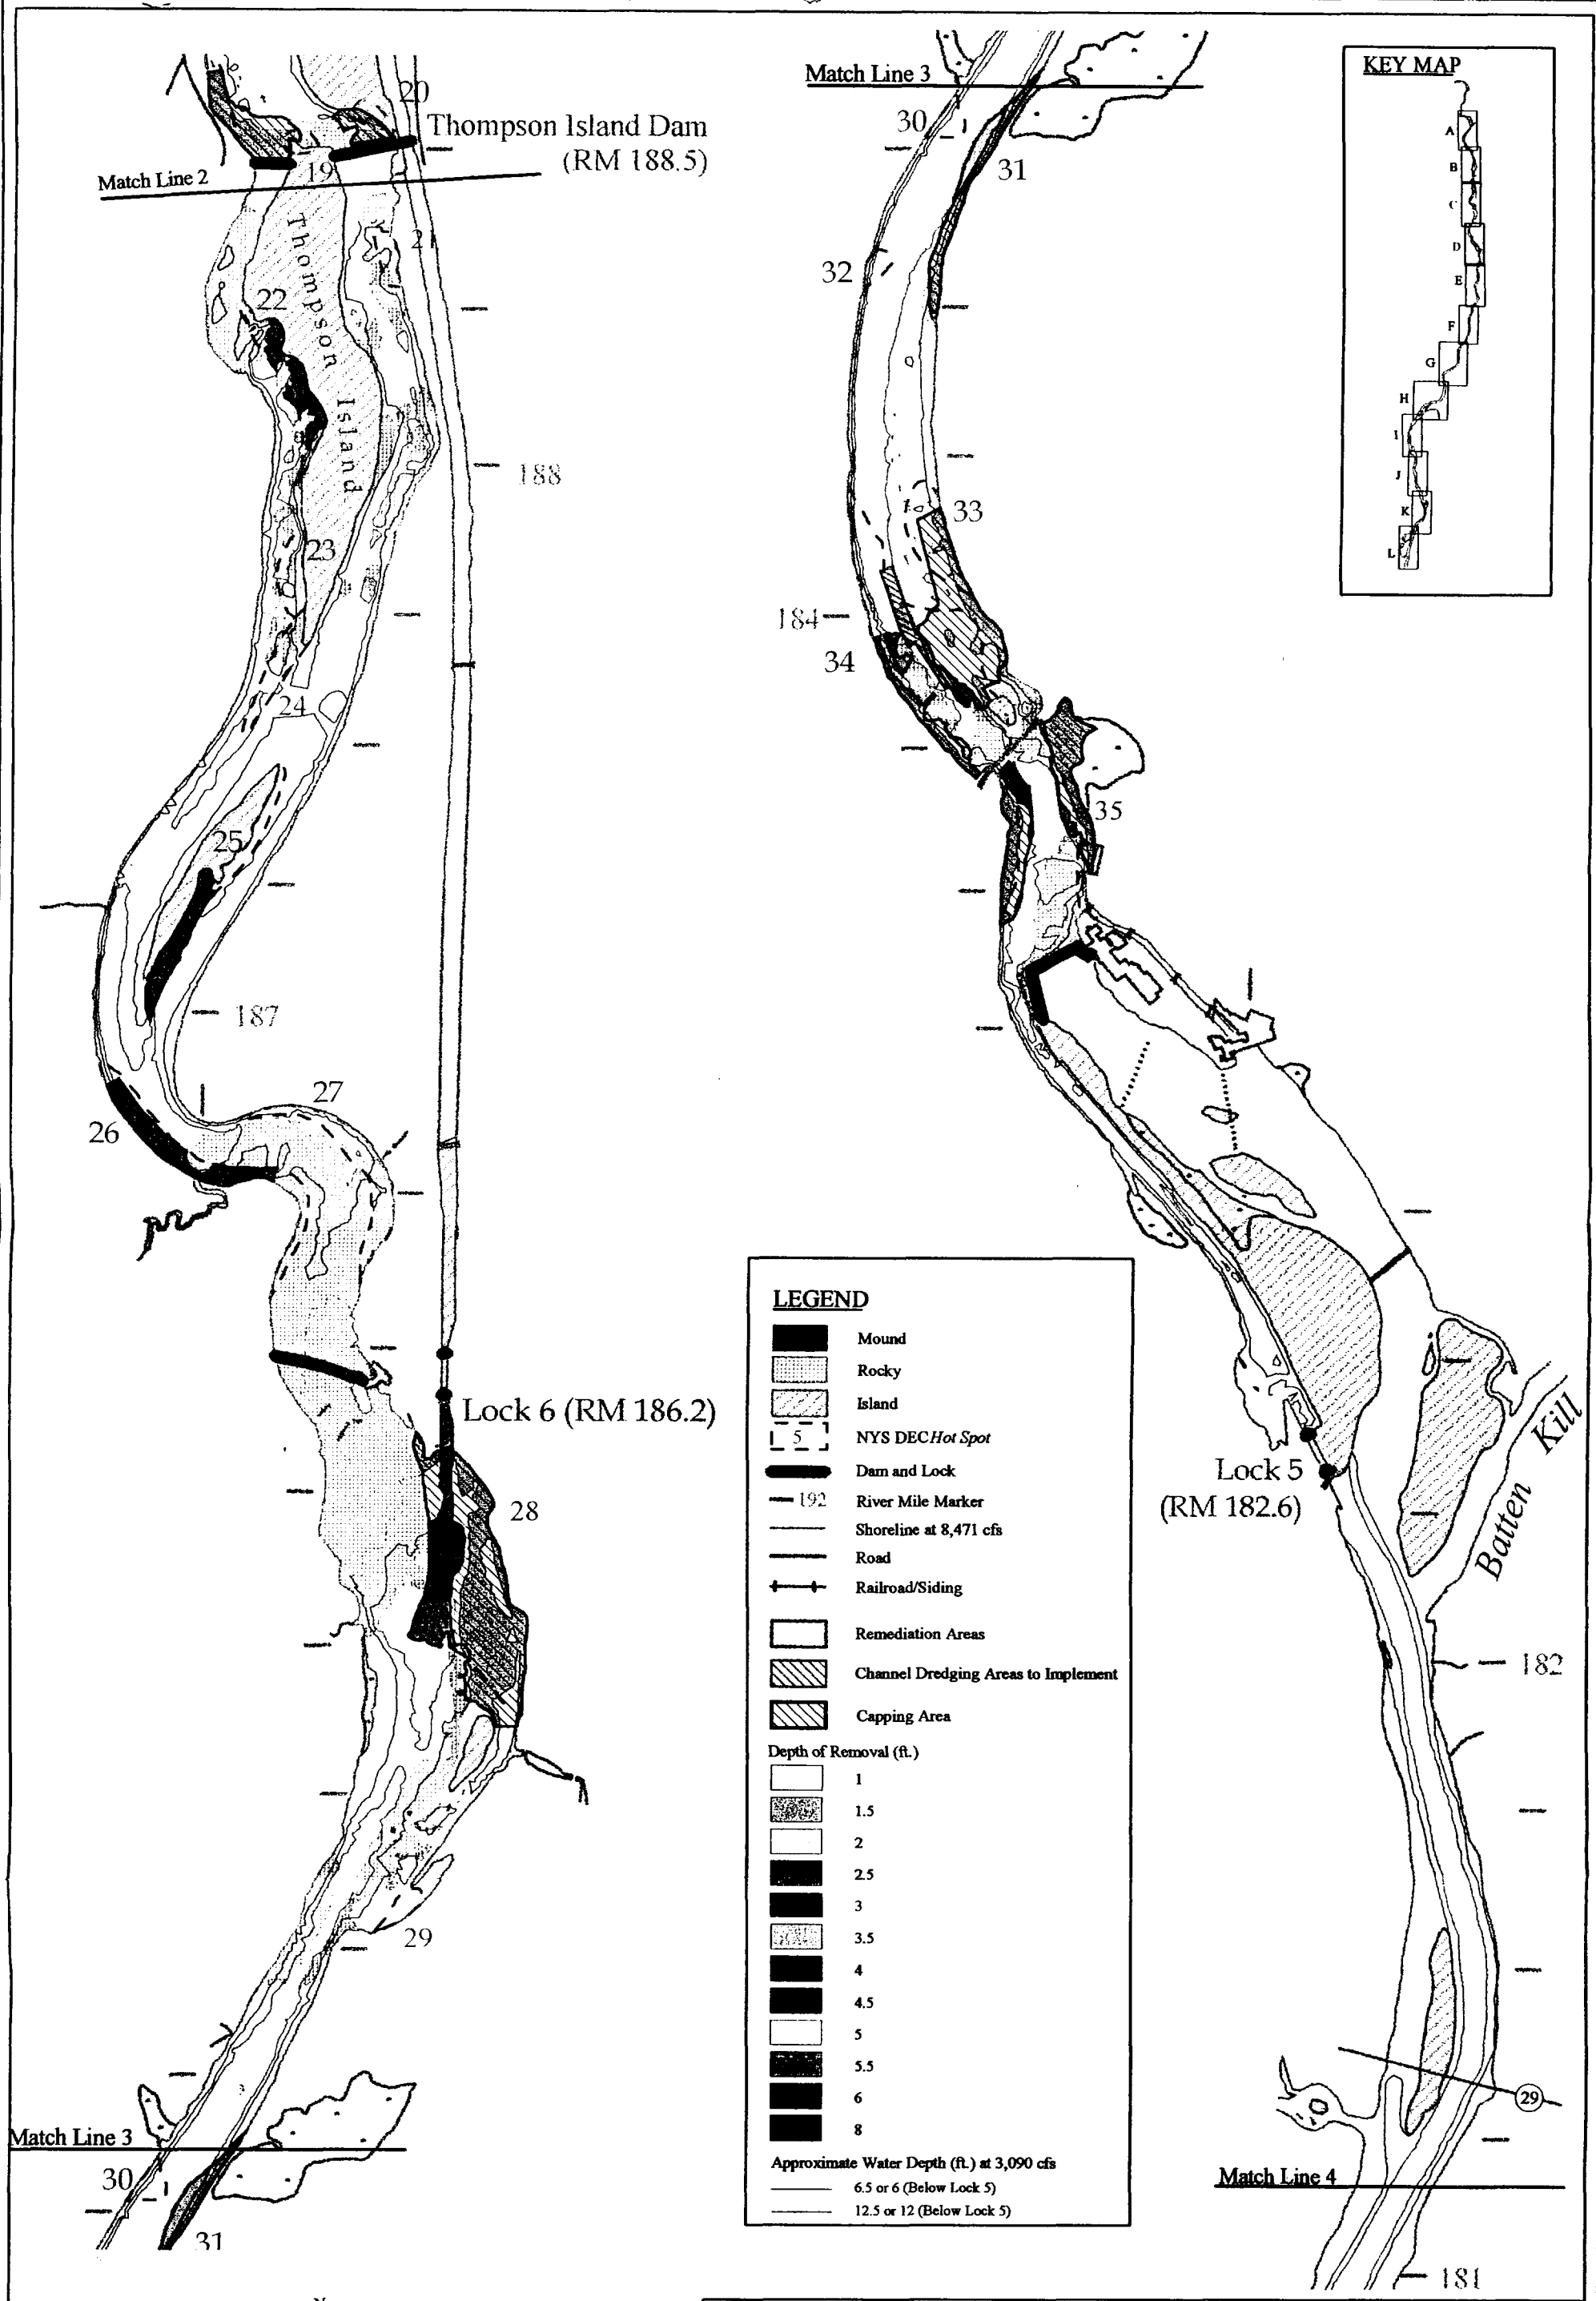 20
Thompson Island Dam
(RM 188.5)
19
Match Line 2
21
Thompson Island
22
188
23
24
25
187
26
27
Lock 6 (RM 186.2)
28
29
Match Line 3
30
31
Match Line 3
30
31
32
33
184
34
35
Lock 5
(RM 182.6)
Batten Kill
182
29
Match Line 4
181
KEY MAP
A
B
C
D
E
F
G
H
I
J
K
L
LEGEND
Mound
Rocky
Island
5 NYS DEC Hot Spot
Dam and Lock
192 River Mile Marker
Shoreline at 8,471 cfs
Road
Railroad/Siding
Remediation Areas
Channel Dredging Areas to Implement
Capping Area
Depth of Removal (ft.)
1
1.5
2
2.5
3
3.5
4
4.5
5
5.5
6
8
Approximate Water Depth (ft.) at 3,090 cfs
6.5 or 6 (Below Lock 5)
12.5 or 12 (Below Lock 5)